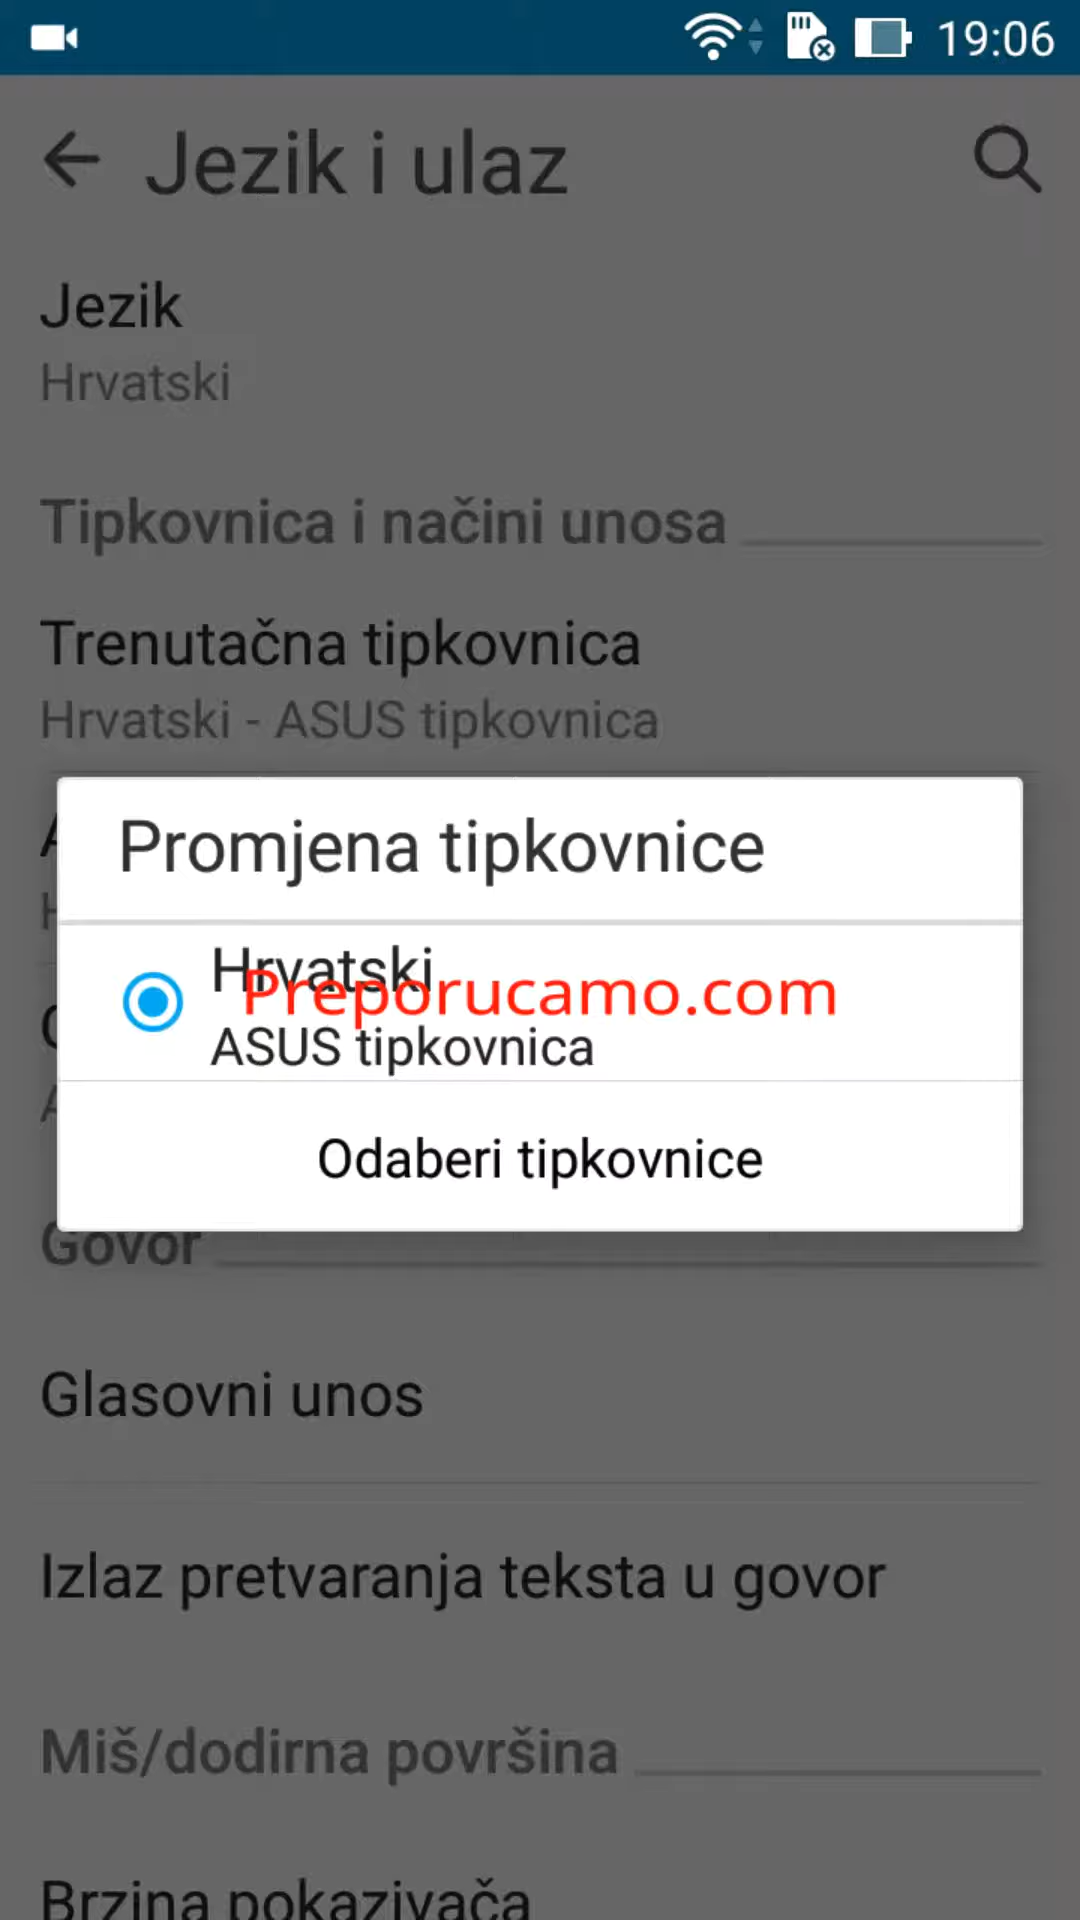 19:06
Jezik i ulaz
Jezik
Hrvatski
Tipkovnica i načini unosa
Trenutačna tipkovnica
Hrvatski - ASUS tipkovnica
Promjena tipkovnice
Hrvatski
Preporucamo.com
ASUS tipkovnica
Odaberi tipkovnice
Govor
Glasovni unos
Izlaz pretvaranja teksta u govor
Miš/dodirna površina
Brzina pokazivača